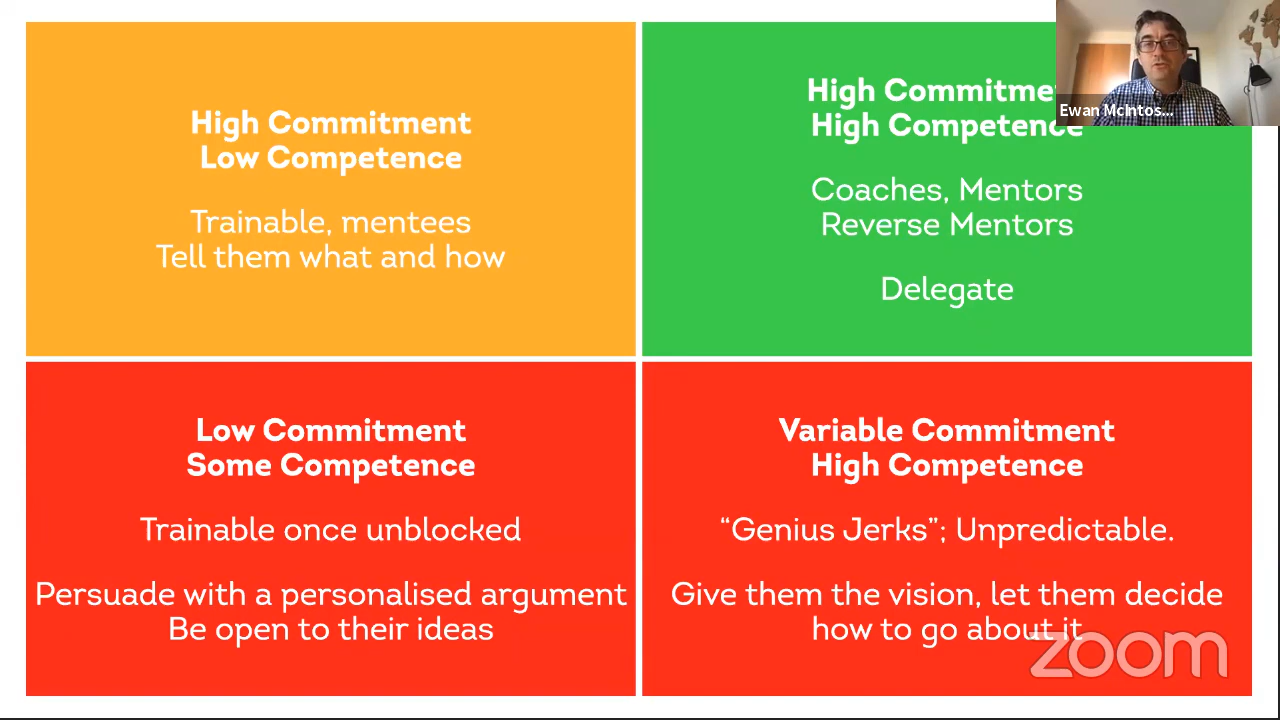 High Commitment
Low Competence
Trainable, mentees
Tell them what and how
High Commitme
High Competence
Coaches, Mentors
Reverse Mentors
Delegate
Ewan McIntos...
Low Commitment
Some Competence
Trainable once unblocked
Persuade with a personalised argument
Be open to their ideas
Variable Commitment
High Competence
“Genius Jerks”; Unpredictable.
Give them the vision, let them decide
how to go about it
zoom